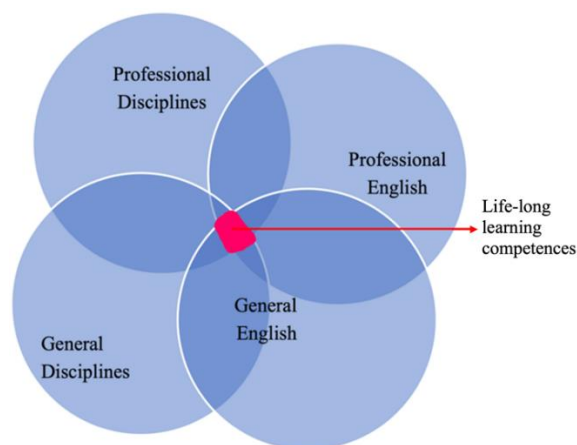 Professional
Disciplines
Professional
English
Life-long
learning
competences
General
English
General
Disciplines